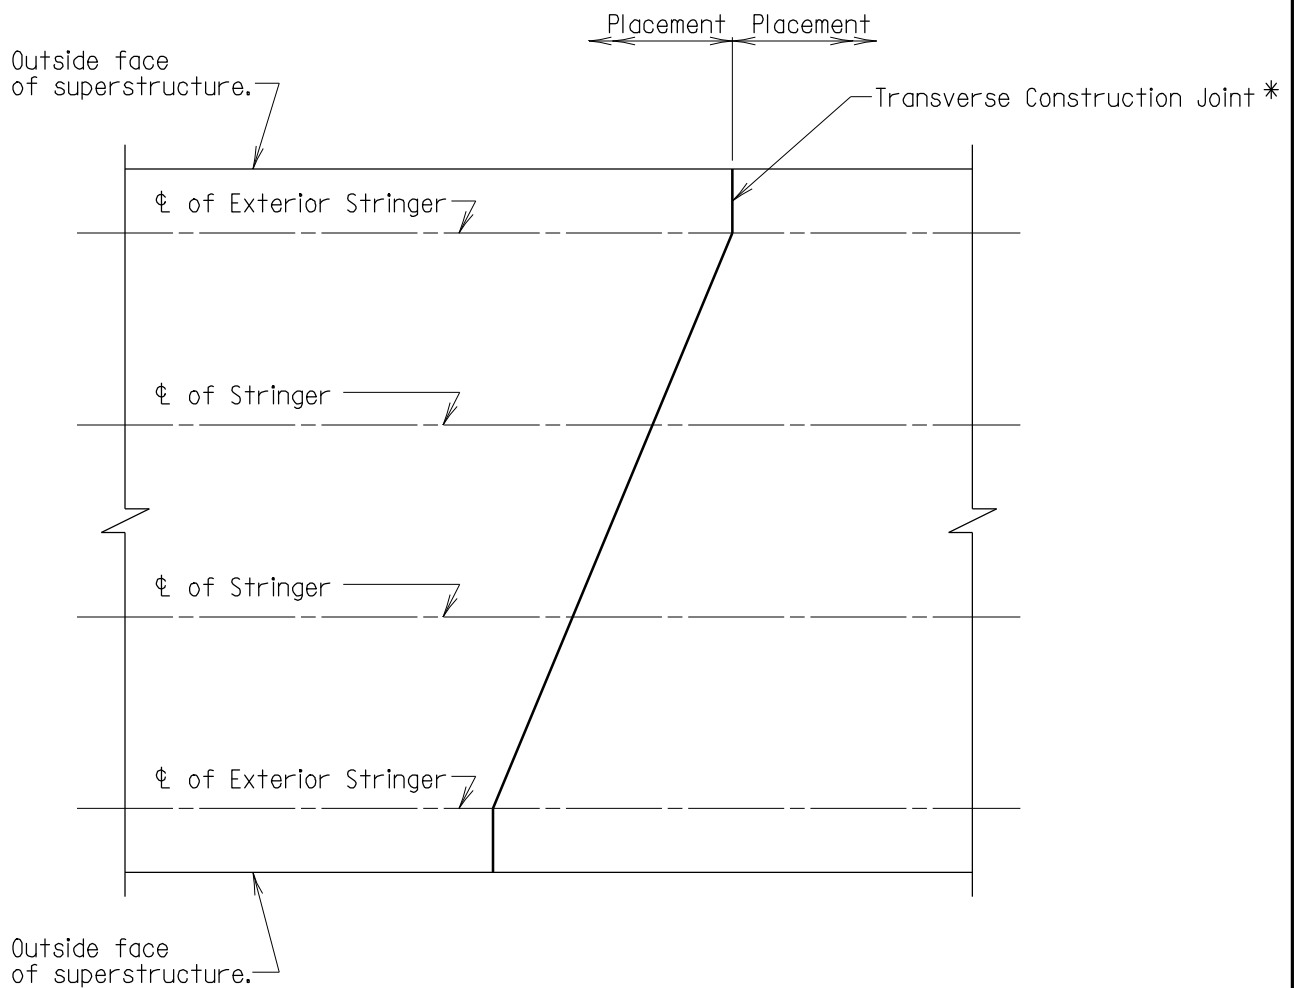 Placement Placement
Outside face
of superstructure.
Transverse Construction Joint *
℄ of Exterior Stringer
℄ of Stringer
℄ of Stringer
℄ of Exterior Stringer
Outside face
of superstructure.